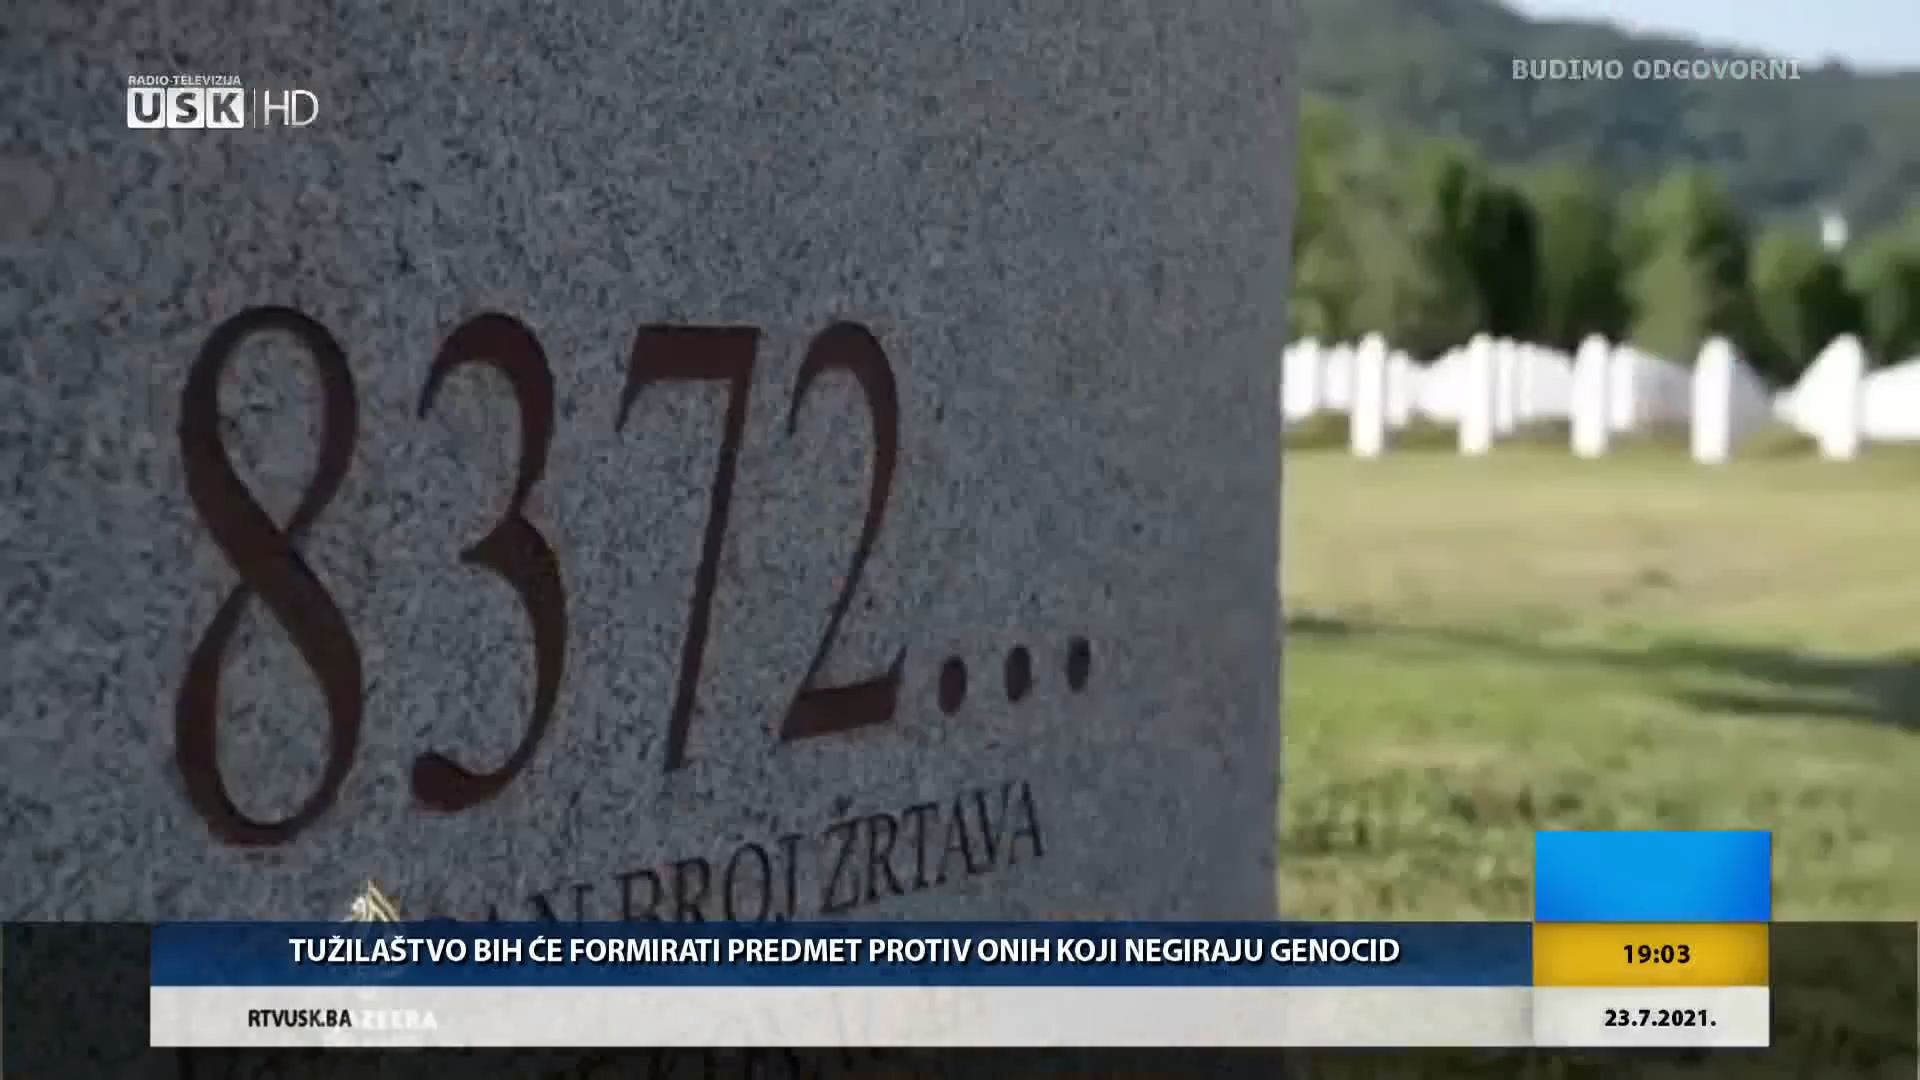 RADIO-TELEVIZIJA
USK HD
BUDIMO ODGOVORNI
8372...
BROJ ŽRTAVA
TUŽILAŠTVO BIH ĆE FORMIRATI PREDMET PROTIV ONIH KOJI NEGIRAJU GENOCID
19:03
RTVUSK.BA
23.7.2021.